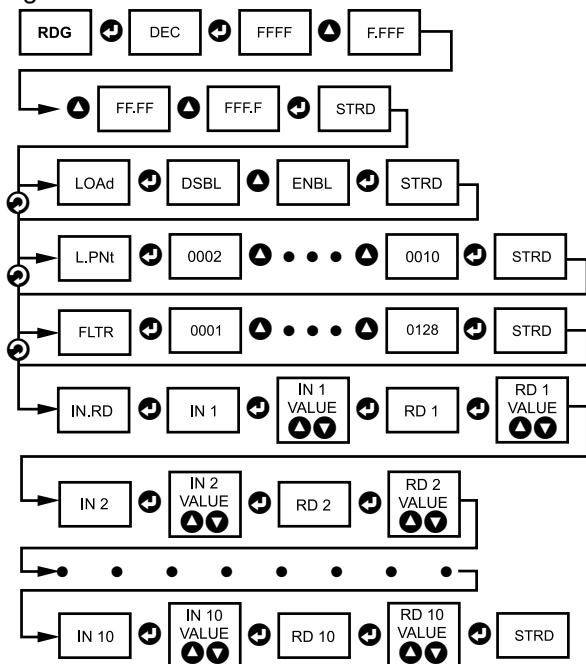 RDG DEC FFFF F.FFF
FF.FF FFF.F STRD
LOAd DSBL ENBL STRD
L.PNt 0002 0010 STRD
FLTR 0001 0128 STRD
IN.RD IN 1 IN 1 VALUE RD 1 RD 1 VALUE
IN 2 IN 2 VALUE RD 2 RD 2 VALUE
IN 10 IN 10 VALUE RD 10 RD 10 VALUE STRD